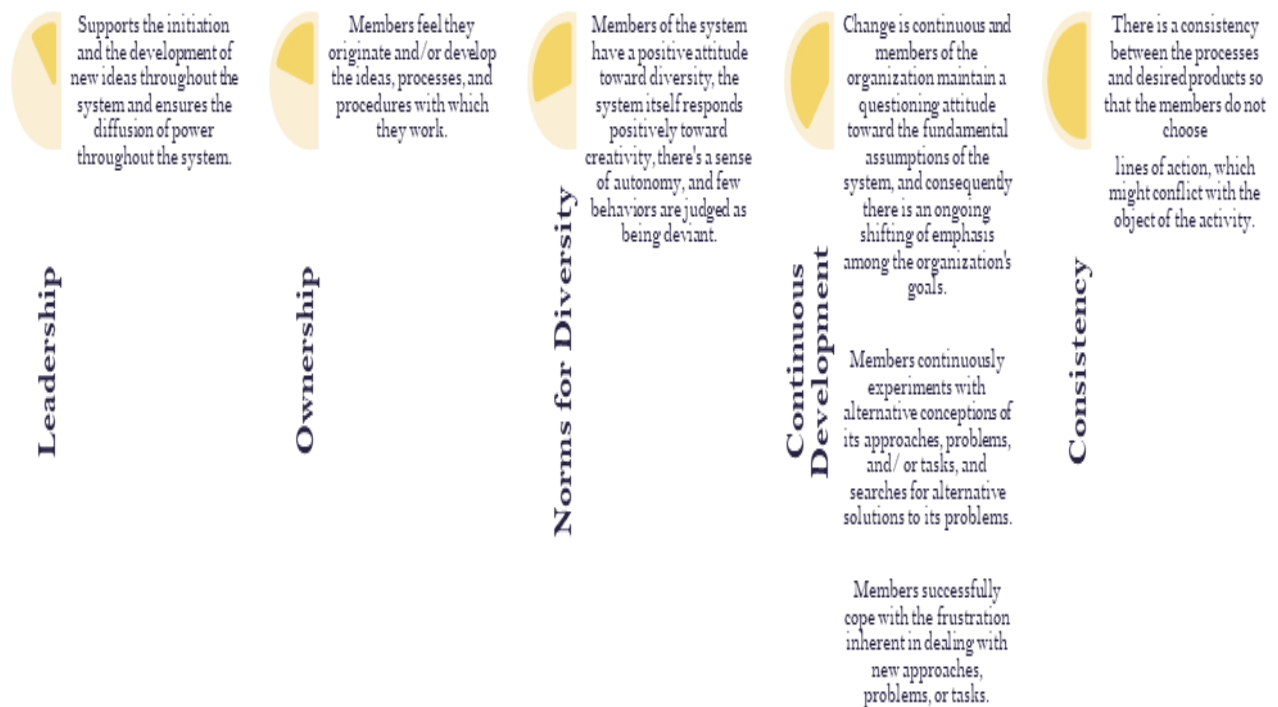 Leadership
Supports the initiation
and the development of
new ideas throughout the
system and ensures the
diffusion of power
throughout the system.
Ownership
Members feel they
originate and/or develop
the ideas, processes, and
procedures with which
they work.
Norms for Diversity
Members of the system
have a positive attitude
toward diversity, the
system itself responds
positively toward
creativity, there's a sense
of autonomy, and few
behaviors are judged as
being deviant.
Continuous
Development
Change is continuous and
members of the
organization maintain a
questioning attitude
toward the fundamental
assumptions of the
system, and consequently
there is an ongoing
shifting of emphasis
among the organization's
goals.
Members continuously
experiments with
alternative conceptions of
its approaches, problems,
and/ or tasks, and
searches for alternative
solutions to its problems.
Members successfully
cope with the frustration
inherent in dealing with
new approaches,
problems, or tasks.
Consistency
There is a consistency
between the processes
and desired products so
that the members do not
choose
lines of action, which
might conflict with the
object of the activity.